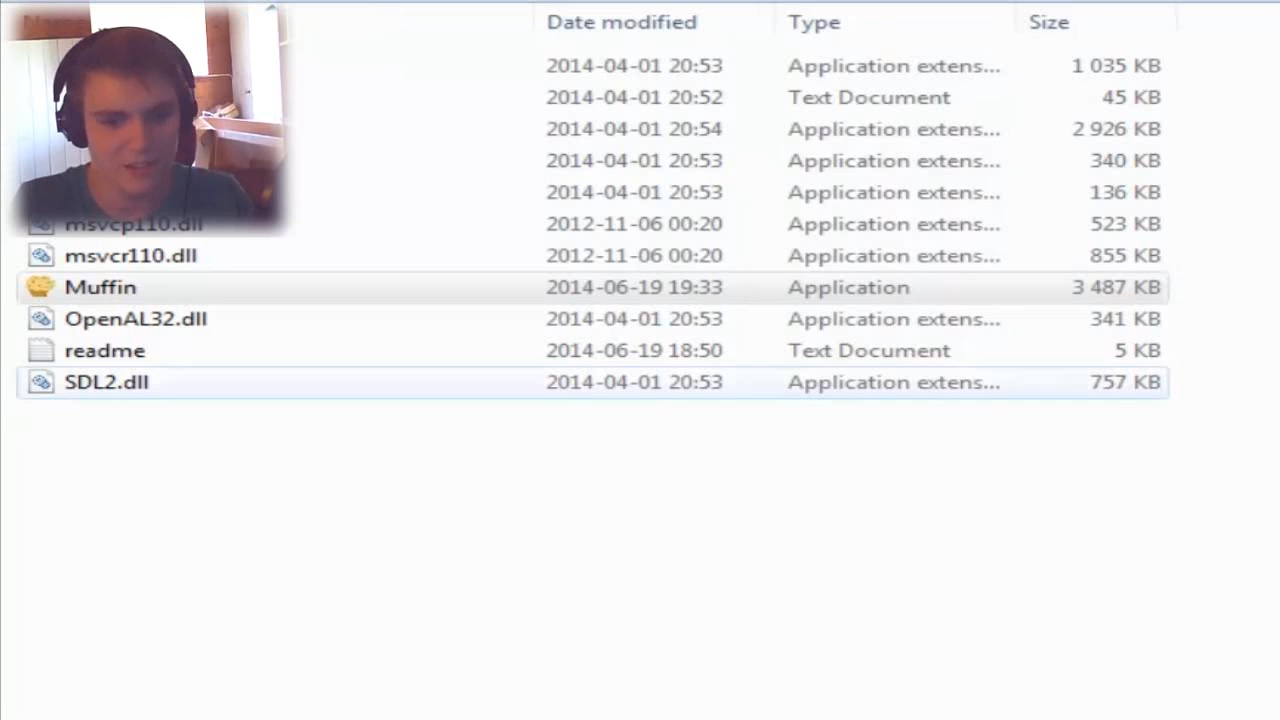 Name Date modified Type Size
2014-04-01 20:53 Application extens... 1 035 KB
2014-04-01 20:52 Text Document 45 KB
2014-04-01 20:54 Application extens... 2 926 KB
2014-04-01 20:53 Application extens... 340 KB
2014-04-01 20:53 Application extens... 136 KB
msvcp110.dll 2012-11-06 00:20 Application extens... 523 KB
msvcr110.dll 2012-11-06 00:20 Application extens... 855 KB
Muffin 2014-06-19 19:33 Application 3 487 KB
OpenAL32.dll 2014-04-01 20:53 Application extens... 341 KB
readme 2014-06-19 18:50 Text Document 5 KB
SDL2.dll 2014-04-01 20:53 Application extens... 757 KB